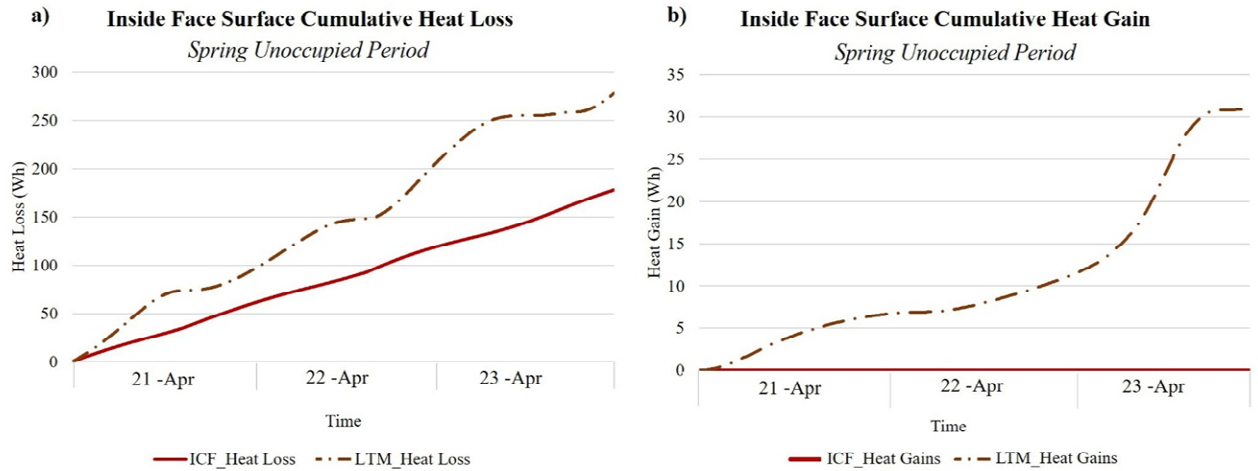 a)
Inside Face Surface Cumulative Heat Loss
Spring Unoccupied Period
Heat Loss (Wh)
300
250
200
150
100
50
0
21 -Apr
22 -Apr
23 -Apr
Time
ICF_Heat Loss
LTM_Heat Loss
b)
Inside Face Surface Cumulative Heat Gain
Spring Unoccupied Period
Heat Gain (Wh)
35
30
25
20
15
10
5
0
21 -Apr
22 -Apr
23 -Apr
Time
ICF_Heat Gains
LTM_Heat Gains